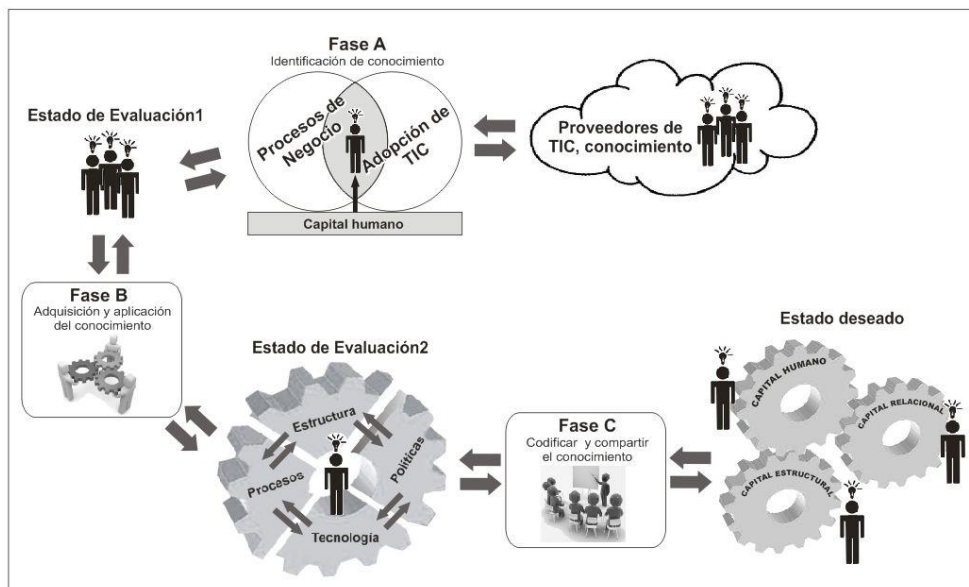 Fase A
Identificación de conocimiento
Procesos de
Negocio
Adopción de
TIC
Capital humano
Proveedores de
TIC, conocimiento
Estado de Evaluación1
Fase B
Adquisición y aplicación
del conocimiento
Estado de Evaluación2
Estructura
Políticas
Procesos
Tecnología
Fase C
Codificar y compartir
el conocimiento
Estado deseado
CAPITAL HUMANO
CAPITAL RELACIONAL
CAPITAL ESTRUCTURAL